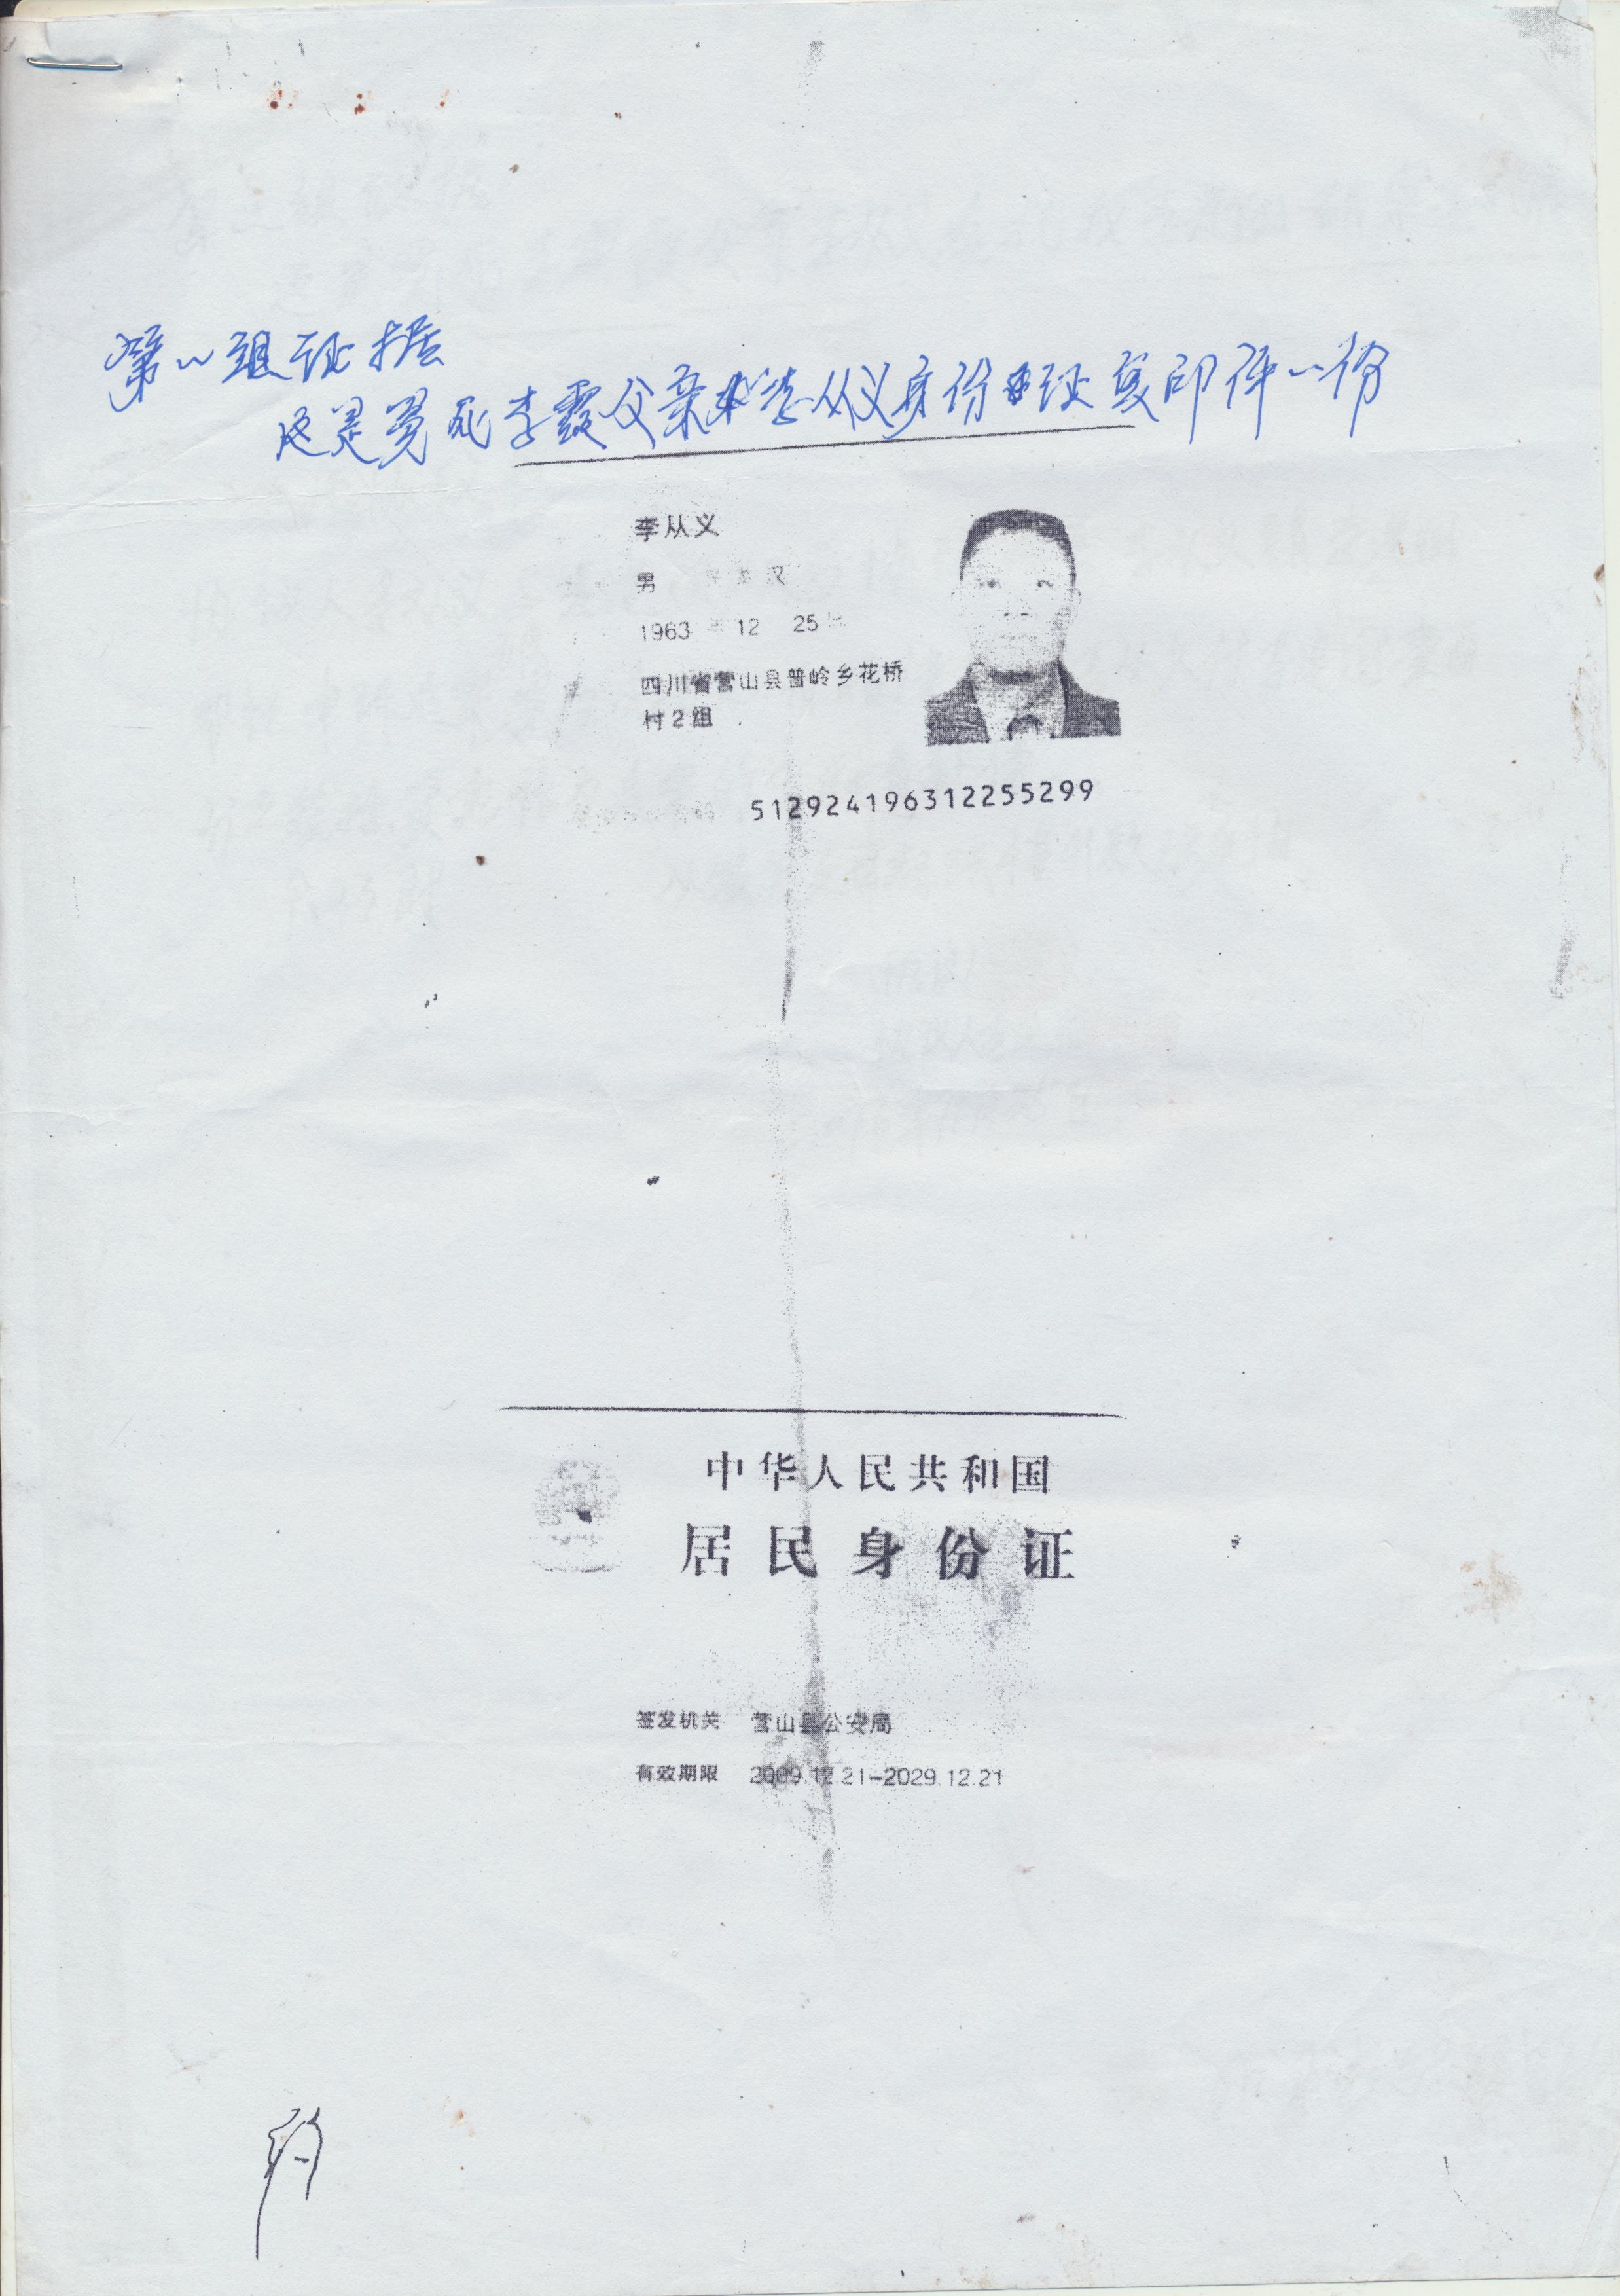 第一组证据
这是冤死李霞父亲李从义身份证复印件一份
李从义
男 汉
1963 年 12 25 日
四川省营山县普岭乡花桥
村2组
512924196312255299
中华人民共和国
居民身份证
签发机关 营山县公安局
有效期限 2009.12.21-2029.12.21